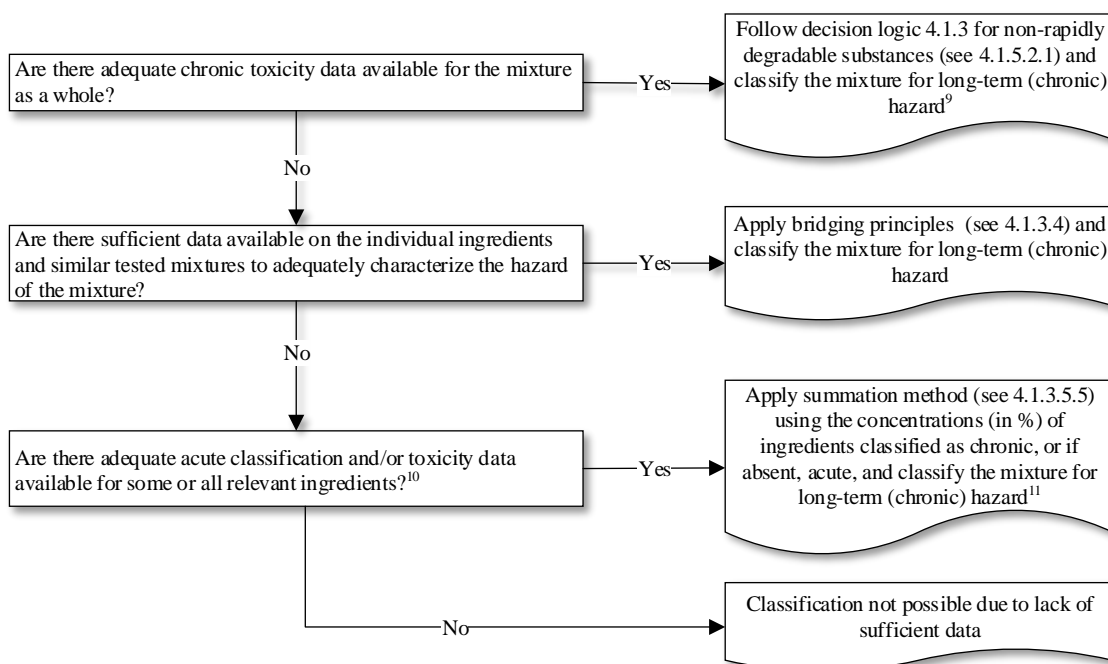 Are there adequate chronic toxicity data available for the mixture
as a whole?
Yes
Follow decision logic 4.1.3 for non-rapidly
degradable substances (see 4.1.5.2.1) and
classify the mixture for long-term (chronic)
hazard⁹
No
Are there sufficient data available on the individual ingredients
and similar tested mixtures to adequately characterize the hazard
of the mixture?
Yes
Apply bridging principles (see 4.1.3.4) and
classify the mixture for long-term (chronic)
hazard
No
Are there adequate acute classification and/or toxicity data
available for some or all relevant ingredients?¹⁰
Yes
Apply summation method (see 4.1.3.5.5)
using the concentrations (in %) of
ingredients classified as chronic, or if
absent, acute, and classify the mixture for
long-term (chronic) hazard¹¹
No
Classification not possible due to lack of
sufficient data